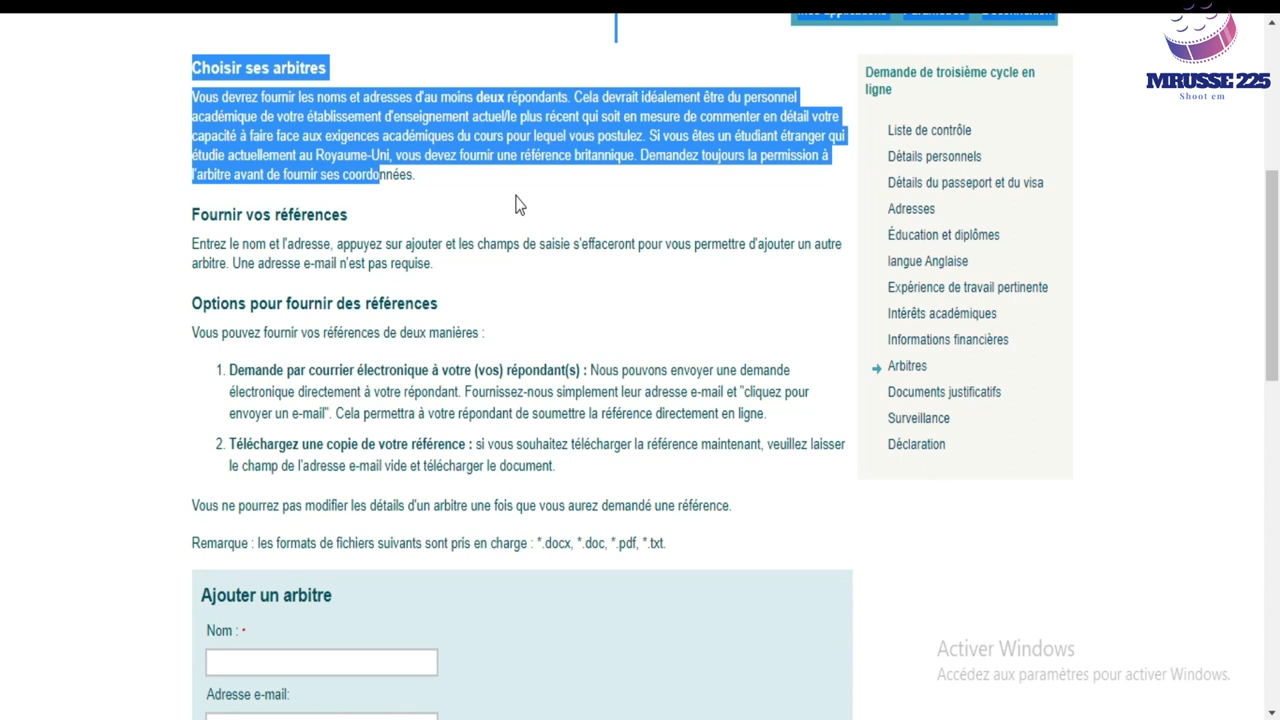 MRUSSE 225
Shoot em
Choisir ses arbitres
Vous devrez fournir les noms et adresses d'au moins deux répondants. Cela devrait idéalement être du personnel
académique de votre établissement d'enseignement actuel/le plus récent qui soit en mesure de commenter en détail votre
capacité à faire face aux exigences académiques du cours pour lequel vous postulez. Si vous êtes un étudiant étranger qui
étudie actuellement au Royaume-Uni, vous devez fournir une référence britannique. Demandez toujours la permission à
l'arbitre avant de fournir ses coordonnées.
Fournir vos références
Entrez le nom et l'adresse, appuyez sur ajouter et les champs de saisie s'effaceront pour vous permettre d'ajouter un autre
arbitre. Une adresse e-mail n'est pas requise.
Options pour fournir des références
Vous pouvez fournir vos références de deux manières :
1. Demande par courrier électronique à votre (vos) répondant(s) : Nous pouvons envoyer une demande
électronique directement à votre répondant. Fournissez-nous simplement leur adresse e-mail et "cliquez pour
envoyer un e-mail". Cela permettra à votre répondant de soumettre la référence directement en ligne.
2. Téléchargez une copie de votre référence : si vous souhaitez télécharger la référence maintenant, veuillez laisser
le champ de l'adresse e-mail vide et télécharger le document.
Vous ne pourrez pas modifier les détails d'un arbitre une fois que vous aurez demandé une référence.
Remarque : les formats de fichiers suivants sont pris en charge : *.docx, *.doc, *.pdf, *.txt.
Ajouter un arbitre
Nom : •
Adresse e-mail:
Demande de troisième cycle en
ligne
Liste de contrôle
Détails personnels
Détails du passeport et du visa
Adresses
Éducation et diplômes
langue Anglaise
Expérience de travail pertinente
Intérêts académiques
Informations financières
Arbitres
Documents justificatifs
Surveillance
Déclaration
Activer Windows
Accédez aux paramètres pour activer Windows.